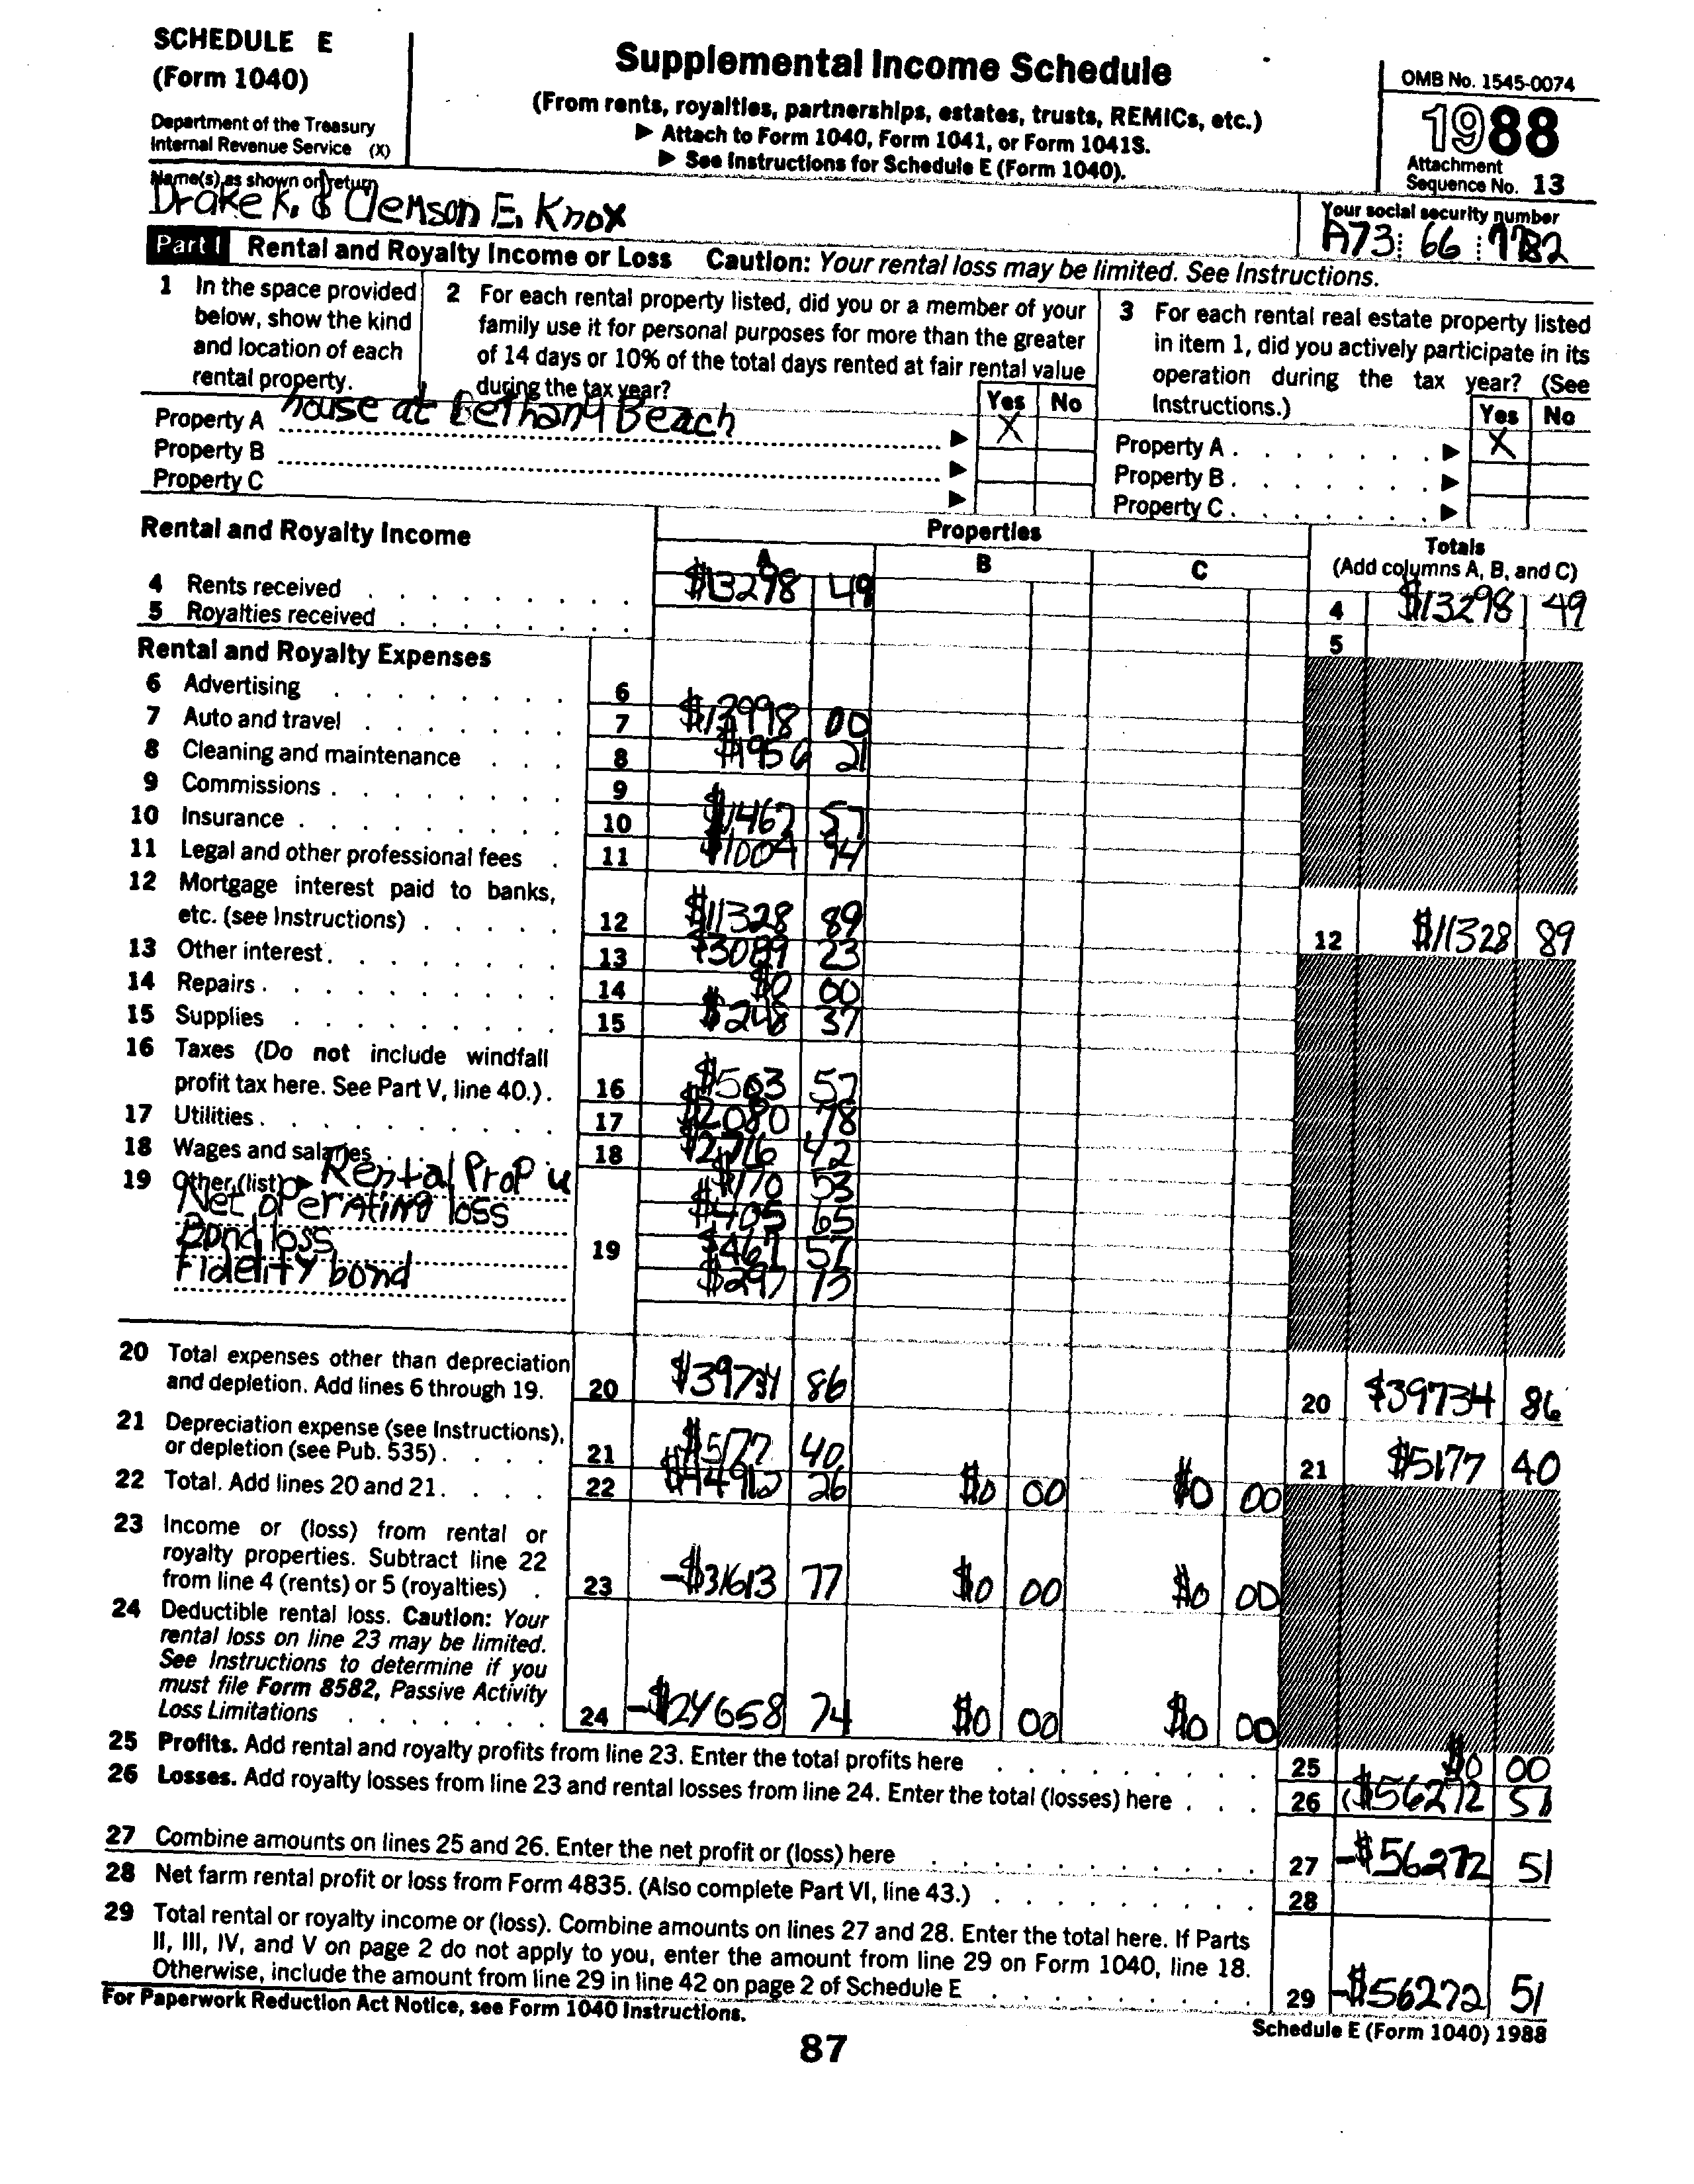 SCHEDULE E
(Form 1040)
Department of the Treasury
Internal Revenue Service (X)
Supplemental Income Schedule
(From rents, royalties, partnerships, estates, trusts, REMICs, etc.)
▶ Attach to Form 1040, Form 1041, or Form 1041S.
▶ See Instructions for Schedule E (Form 1040).
OMB No. 1545-0074
1988
Attachment
Sequence No. 13
Name(s) as shown on return
Drake K. & Clemson E. Knox
Your social security number
A73 66
Part I Rental and Royalty Income or Loss Caution: Your rental loss may be limited. See Instructions.
1 In the space provided
below, show the kind
and location of each
rental property.
2 For each rental property listed, did you or a member of your
family use it for personal purposes for more than the greater
of 14 days or 10% of the total days rented at fair rental value
during the tax year?
3 For each rental real estate property listed
in item 1, did you actively participate in its
operation during the tax year? (See
Instructions.)
Yes No
Yes No
Property A house at Bethany Beach ▶ X
Property B ▶
Property C ▶
Property A ▶ X
Property B ▶
Property C ▶
Rental and Royalty Income
Properties
A B C
Totals
(Add columns A, B, and C)
4 Rents received $13298 49 4 $13298 49
5 Royalties received 5
Rental and Royalty Expenses
6 Advertising 6
7 Auto and travel 7 00
8 Cleaning and maintenance 8 $1956 21
9 Commissions 9
10 Insurance 10 $1467 57
11 Legal and other professional fees 11 $1004 94
12 Mortgage interest paid to banks,
etc. (see Instructions) 12 $11328 89 12 $11328 89
13 Other interest 13 $3089 23
14 Repairs 14 $0 00
15 Supplies 15 $248 37
16 Taxes (Do not include windfall
profit tax here. See Part V, line 40.) 16 $503 57
17 Utilities 17 $2080 78
18 Wages and salaries 18 $2716 42
19 Other (list) ▶ Rental Prop u $170 53
Net operating loss $405 65
Bond loss 19 $467 57
Fidelity bond $297 13
20 Total expenses other than depreciation
and depletion. Add lines 6 through 19. 20 $39734 86 20 $39734 86
21 Depreciation expense (see Instructions),
or depletion (see Pub. 535) 21 $5177 40 21 $5177 40
22 Total. Add lines 20 and 21. 22 $44912 26 $0 00 $0 00
23 Income or (loss) from rental or
royalty properties. Subtract line 22
from line 4 (rents) or 5 (royalties) 23 -$31613 77 $0 00 $0 00
24 Deductible rental loss. Caution: Your
rental loss on line 23 may be limited.
See Instructions to determine if you
must file Form 8582, Passive Activity
Loss Limitations 24 -$24658 74 $0 00 $0 00
25 Profits. Add rental and royalty profits from line 23. Enter the total profits here 25 $0 00
26 Losses. Add royalty losses from line 23 and rental losses from line 24. Enter the total (losses) here 26 ($56272 51
27 Combine amounts on lines 25 and 26. Enter the net profit or (loss) here 27 -$56272 51
28 Net farm rental profit or loss from Form 4835. (Also complete Part VI, line 43.) 28
29 Total rental or royalty income or (loss). Combine amounts on lines 27 and 28. Enter the total here. If Parts
II, III, IV, and V on page 2 do not apply to you, enter the amount from line 29 on Form 1040, line 18.
Otherwise, include the amount from line 29 in line 42 on page 2 of Schedule E 29 -$56272 51
For Paperwork Reduction Act Notice, see Form 1040 Instructions.
Schedule E (Form 1040) 1988
87